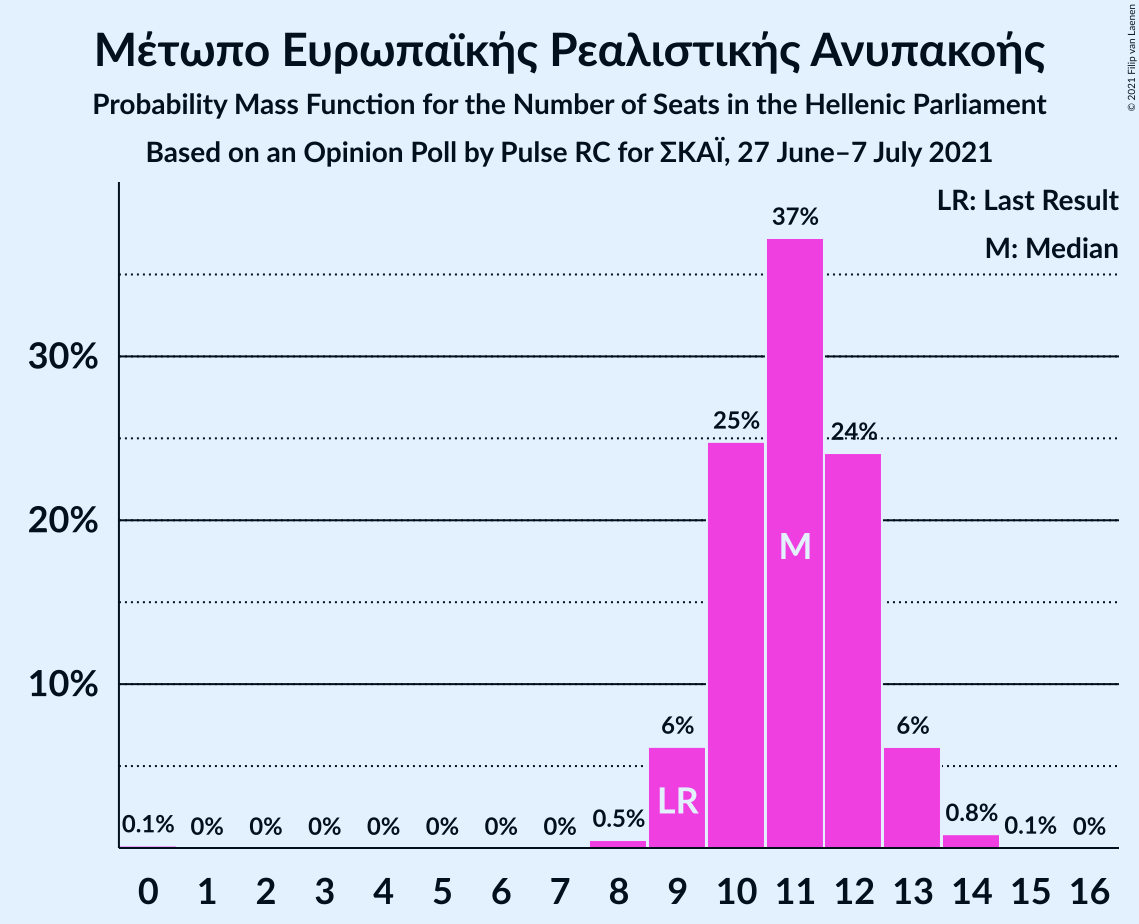 Μέτωπο Ευρωπαϊκής Ρεαλιστικής Ανυπακοής
Probability Mass Function for the Number of Seats in the Hellenic Parliament
Based on an Opinion Poll by Pulse RC for ΣΚΑΪ, 27 June–7 July 2021
© 2021 Filip van Laenen
LR: Last Result
M: Median
37%
30%
25%
24%
20%
M
10%
6%
6%
LR
0.1% 0% 0% 0% 0% 0% 0% 0% 0.5% 0.8% 0.1% 0%
0 1 2 3 4 5 6 7 8 9 10 11 12 13 14 15 16